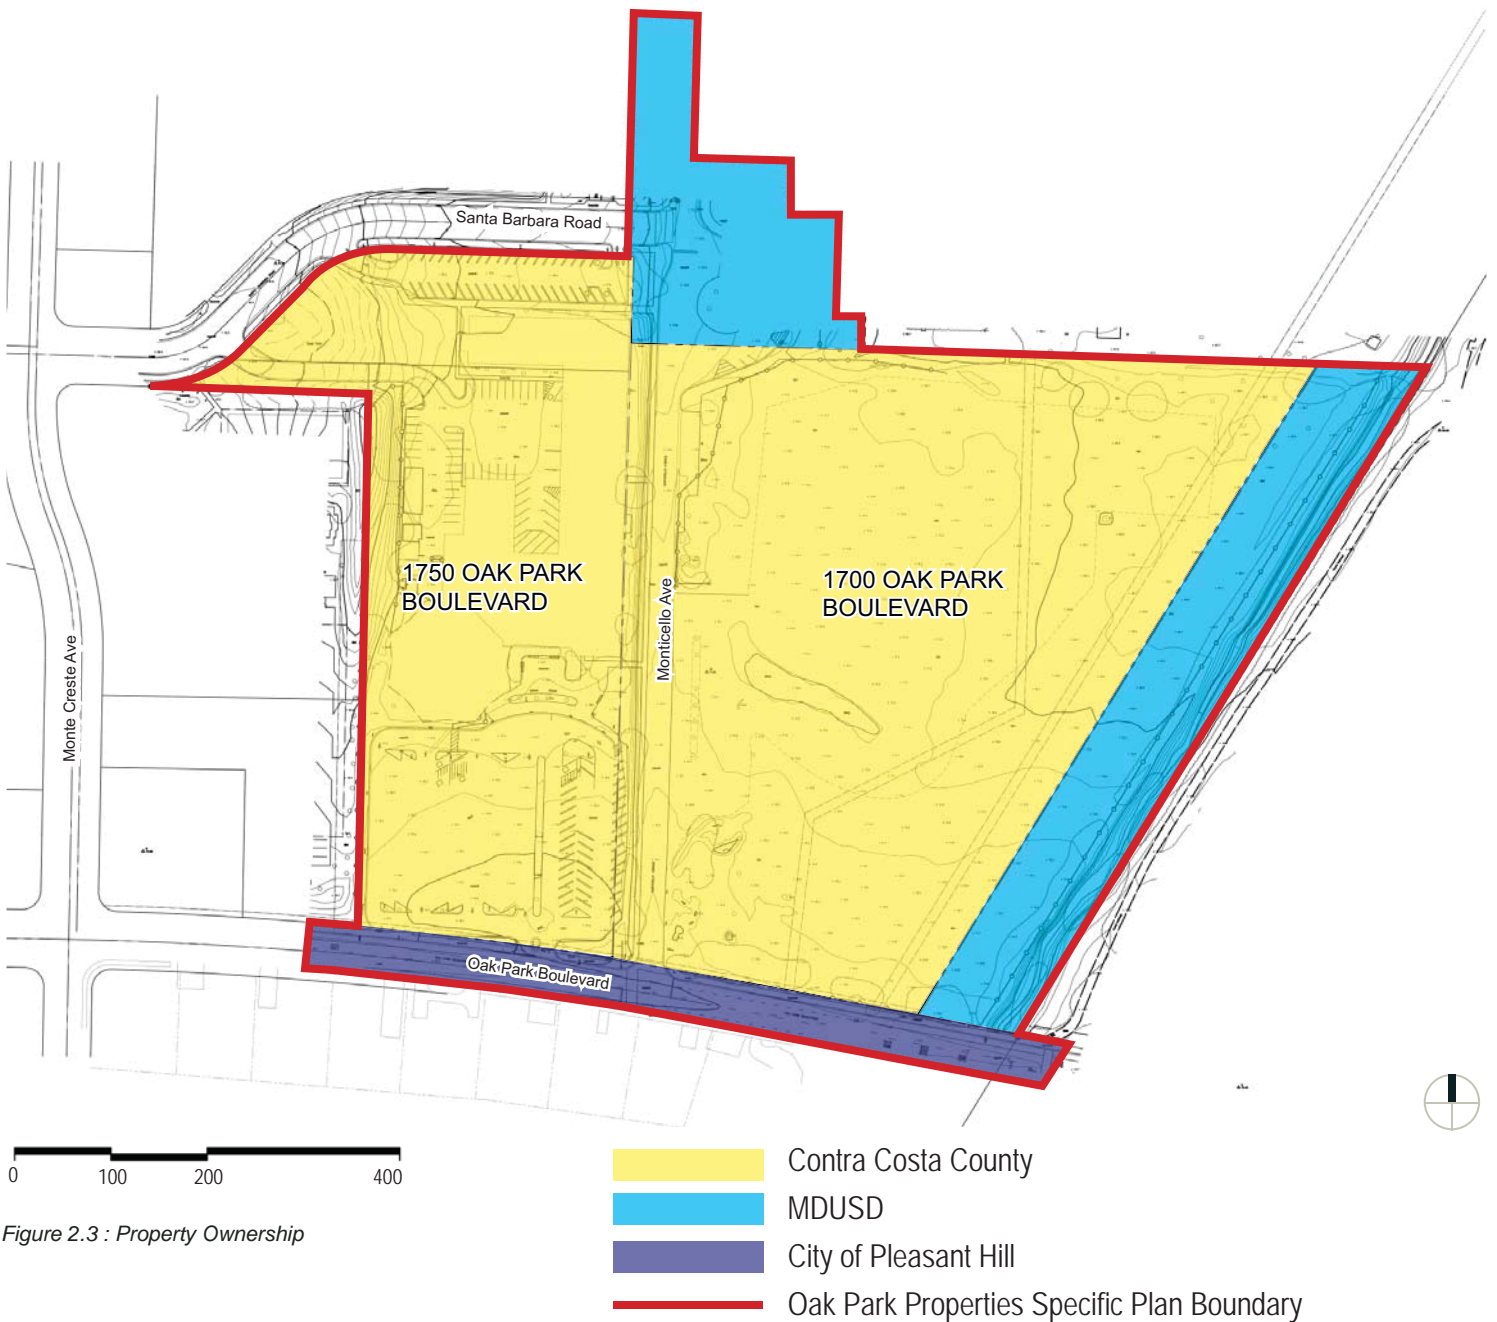 Santa Barbara Road
1750 OAK PARK
BOULEVARD
1700 OAK PARK
BOULEVARD
Monticello Ave
Monte Creste Ave
Oak Park Boulevard
0 100 200 400
Contra Costa County
MDUSD
City of Pleasant Hill
Oak Park Properties Specific Plan Boundary
Figure 2.3 : Property Ownership